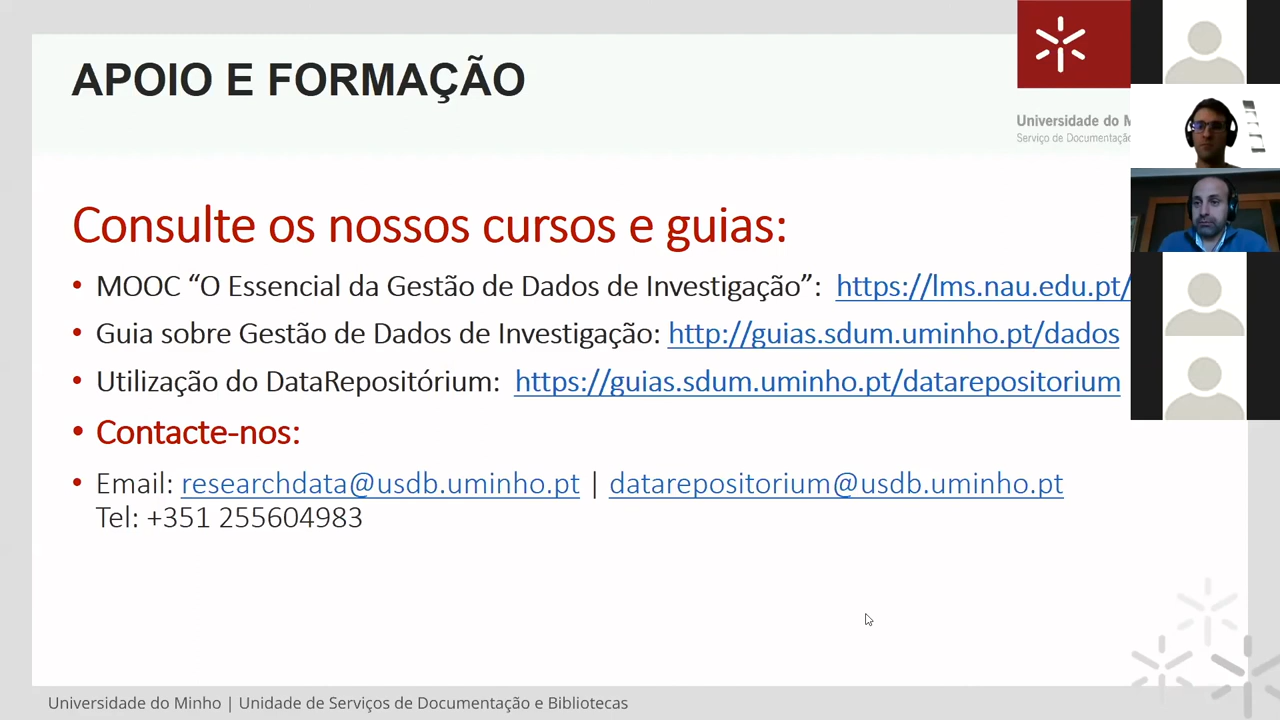 APOIO E FORMAÇÃO
Universidade do
Serviço de Documentação
Consulte os nossos cursos e guias:
• MOOC “O Essencial da Gestão de Dados de Investigação”: https://lms.nau.edu.pt/
• Guia sobre Gestão de Dados de Investigação: http://guias.sdum.uminho.pt/dados
• Utilização do DataRepositórium: https://guias.sdum.uminho.pt/datarepositorium
• Contacte-nos:
• Email: researchdata@usdb.uminho.pt | datarepositorium@usdb.uminho.pt
Tel: +351 255604983
Universidade do Minho | Unidade de Serviços de Documentação e Bibliotecas